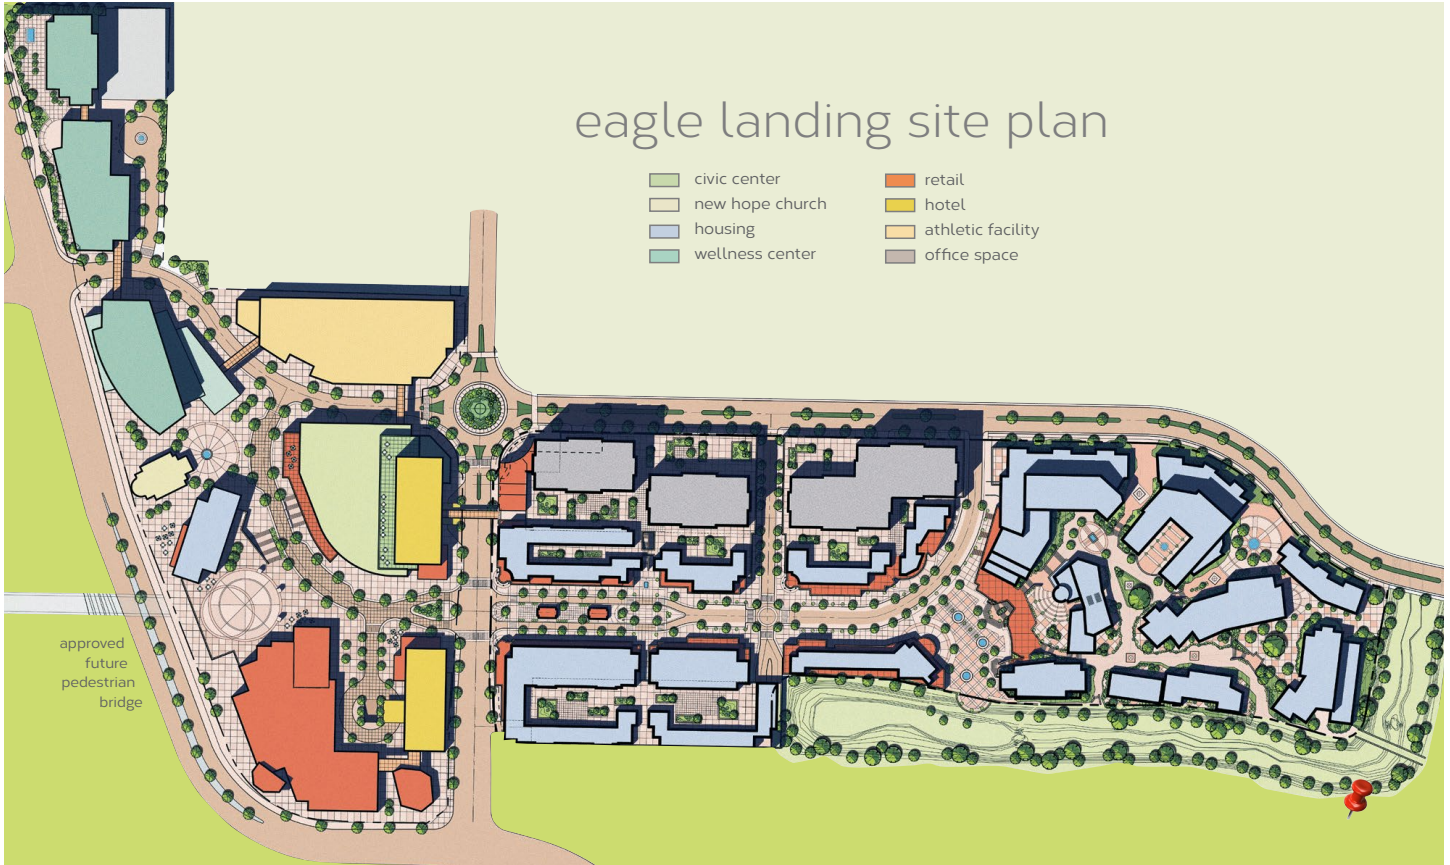 eagle landing site plan
civic center
new hope church
housing
wellness center
retail
hotel
athletic facility
office space
approved
future
pedestrian
bridge